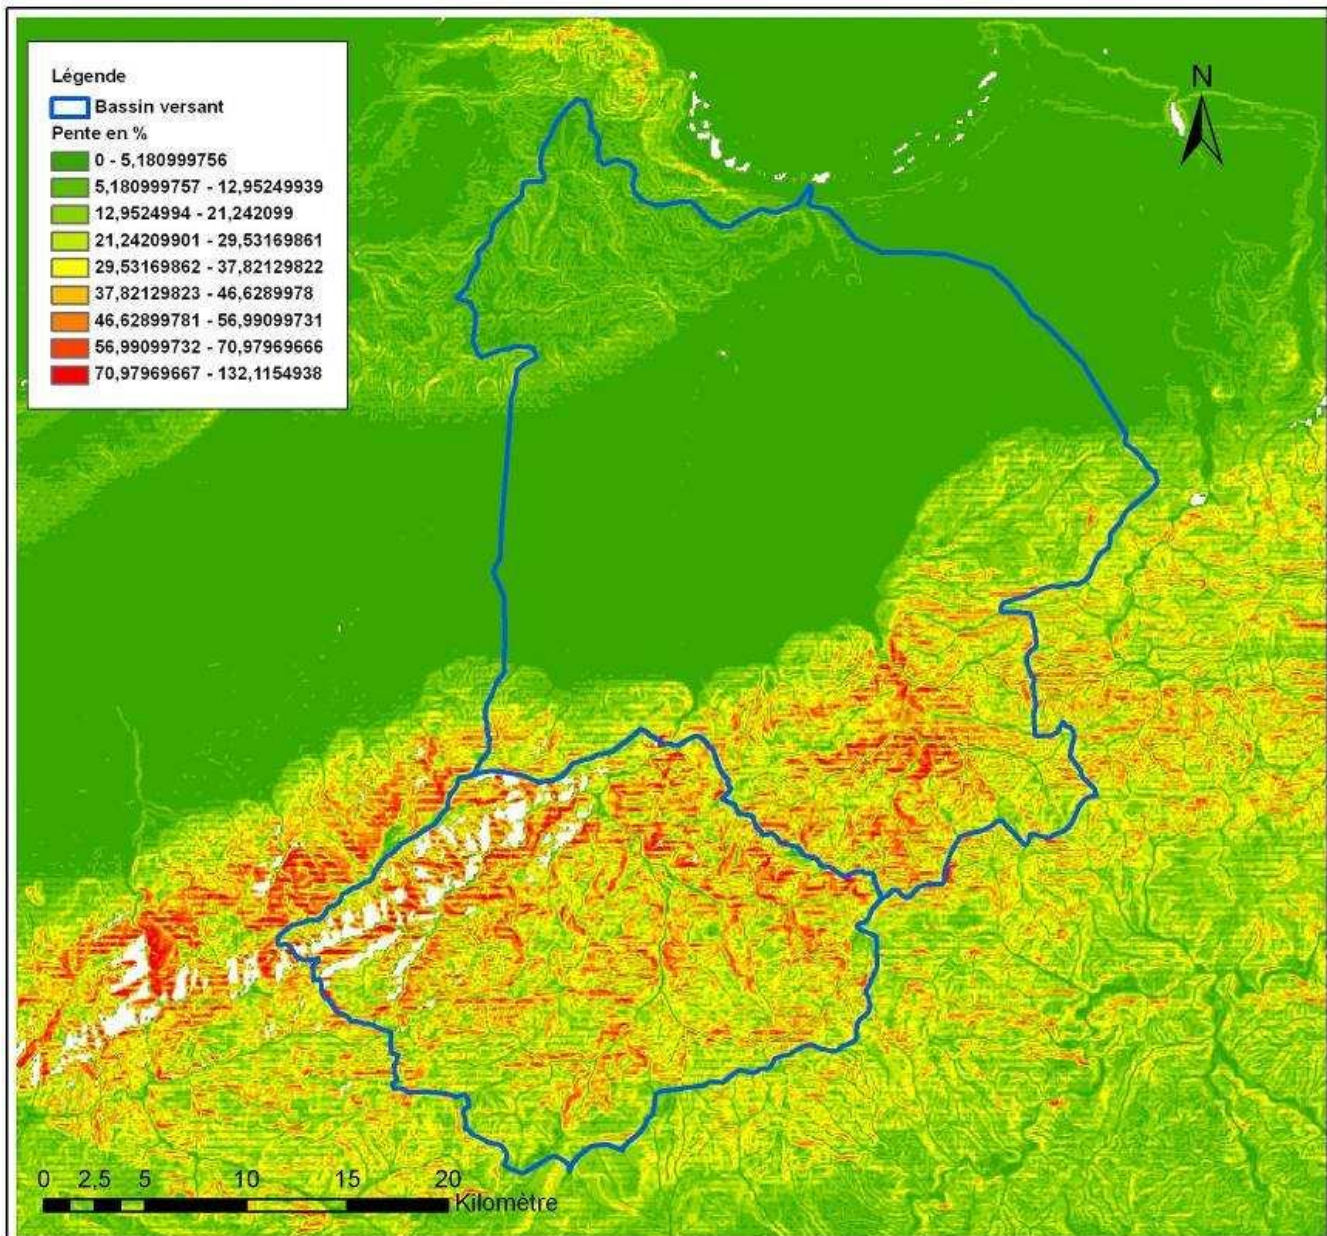 Légende
Bassin versant
Pente en %
0 - 5,180999756
5,180999757 - 12,95249939
12,9524994 - 21,242099
21,24209901 - 29,53169861
29,53169862 - 37,82129822
37,82129823 - 46,6289978
46,62899781 - 56,99099731
56,99099732 - 70,97969666
70,97969667 - 132,1154938
N
0 2,5 5 10 15 20
Kilomètre